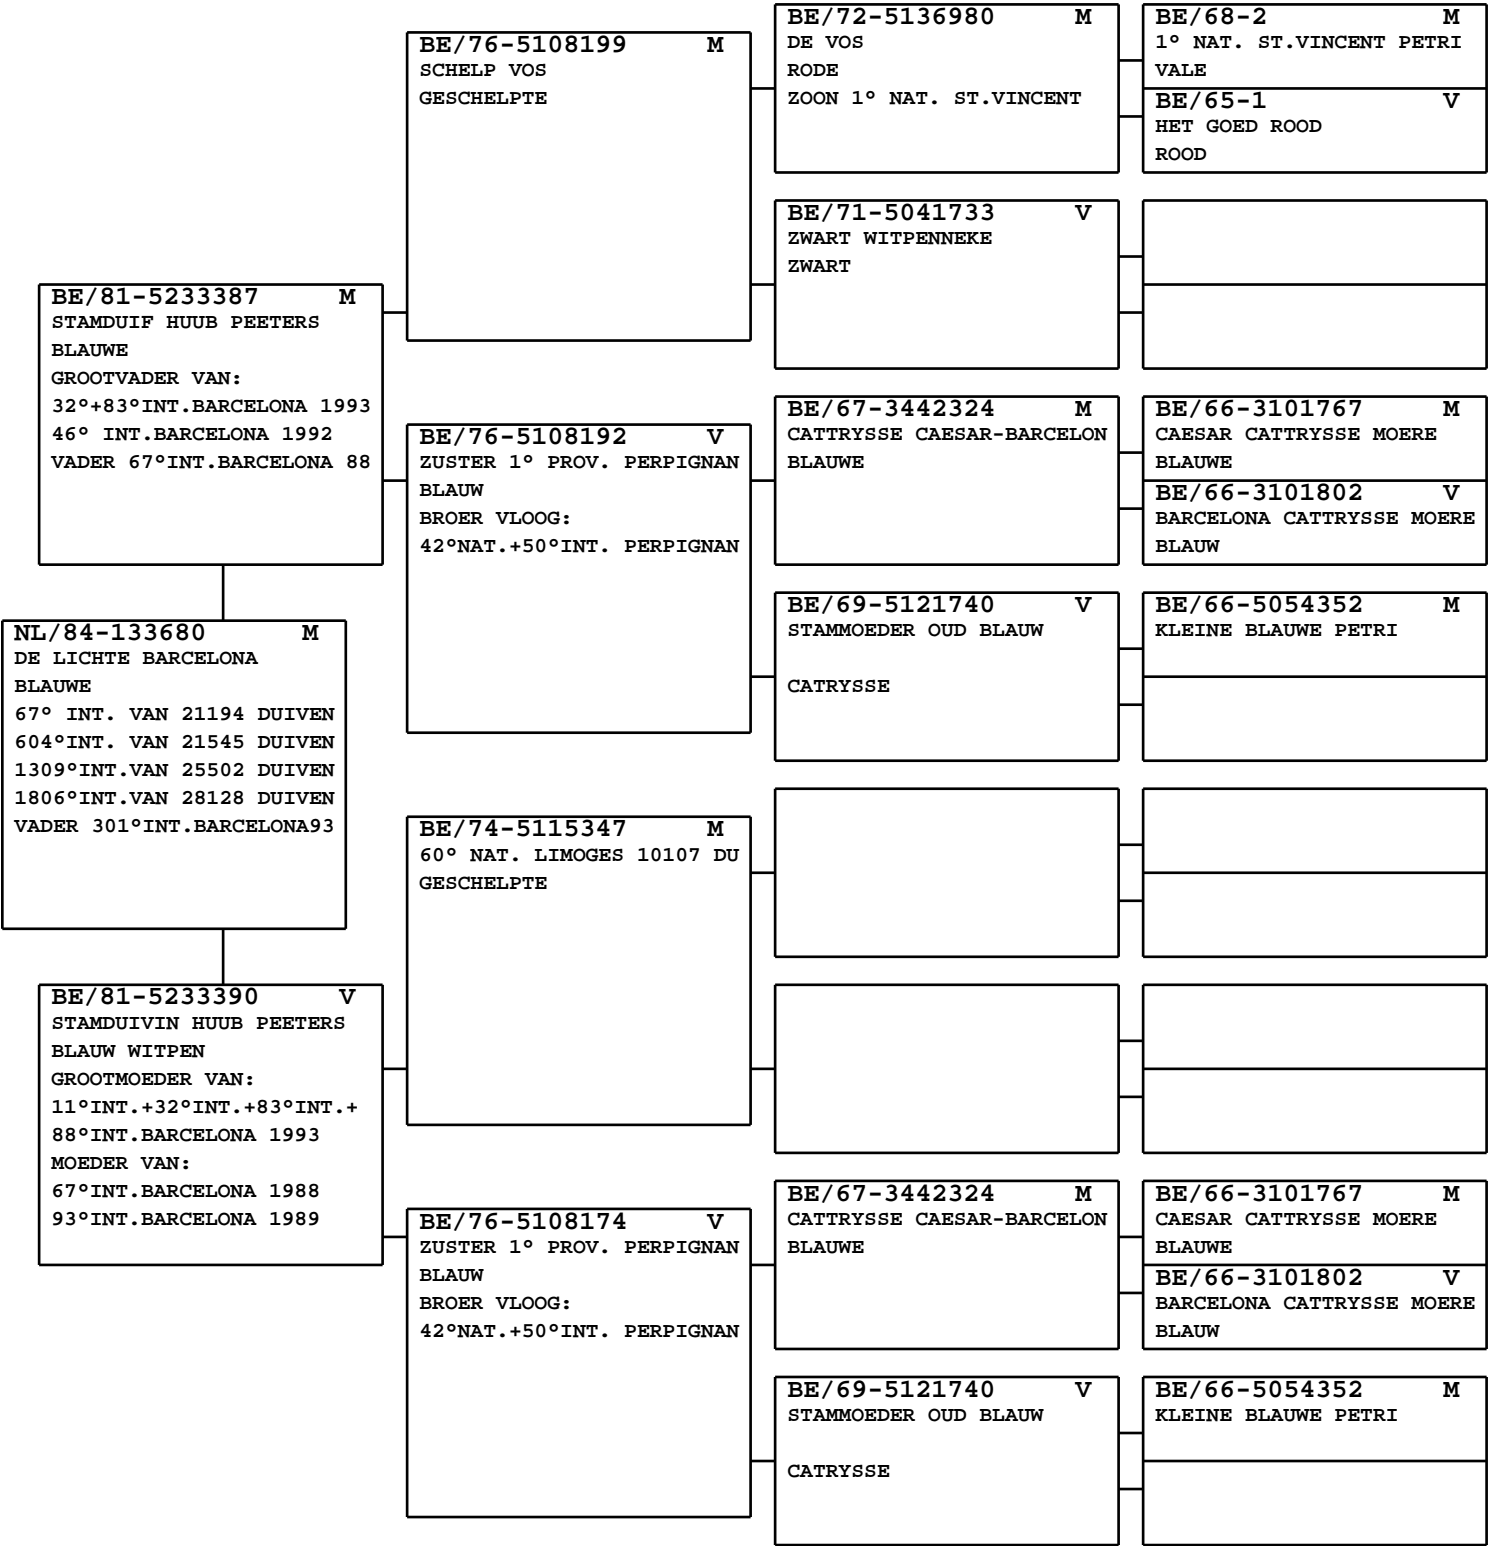 BE/72-5136980 M
DE VOS
RODE
ZOON 1° NAT. ST.VINCENT
BE/68-2 M
1° NAT. ST.VINCENT PETRI
VALE
BE/65-1 V
HET GOED ROOD
ROOD
BE/76-5108199 M
SCHELP VOS
GESCHELPTE
BE/71-5041733 V
ZWART WITPENNEKE
ZWART
BE/81-5233387 M
STAMDUIF HUUB PEETERS
BLAUWE
GROOTVADER VAN:
32°+83°INT.BARCELONA 1993
46° INT.BARCELONA 1992
VADER 67°INT.BARCELONA 88
BE/67-3442324 M
CATTRYSSE CAESAR-BARCELON
BLAUWE
BE/66-3101767 M
CAESAR CATTRYSSE MOERE
BLAUWE
BE/66-3101802 V
BARCELONA CATTRYSSE MOERE
BLAUW
BE/76-5108192 V
ZUSTER 1° PROV. PERPIGNAN
BLAUW
BROER VLOOG:
42°NAT.+50°INT. PERPIGNAN
BE/69-5121740 V
STAMMOEDER OUD BLAUW
CATRYSSE
BE/66-5054352 M
KLEINE BLAUWE PETRI
NL/84-133680 M
DE LICHTE BARCELONA
BLAUWE
67° INT. VAN 21194 DUIVEN
604°INT. VAN 21545 DUIVEN
1309°INT.VAN 25502 DUIVEN
1806°INT.VAN 28128 DUIVEN
VADER 301°INT.BARCELONA93
BE/74-5115347 M
60° NAT. LIMOGES 10107 DU
GESCHELPTE
BE/81-5233390 V
STAMDUIVIN HUUB PEETERS
BLAUW WITPEN
GROOTMOEDER VAN:
11°INT.+32°INT.+83°INT.+
88°INT.BARCELONA 1993
MOEDER VAN:
67°INT.BARCELONA 1988
93°INT.BARCELONA 1989
BE/76-5108174 V
ZUSTER 1° PROV. PERPIGNAN
BLAUW
BROER VLOOG:
42°NAT.+50°INT. PERPIGNAN
BE/67-3442324 M
CATTRYSSE CAESAR-BARCELON
BLAUWE
BE/66-3101767 M
CAESAR CATTRYSSE MOERE
BLAUWE
BE/66-3101802 V
BARCELONA CATTRYSSE MOERE
BLAUW
BE/69-5121740 V
STAMMOEDER OUD BLAUW
CATRYSSE
BE/66-5054352 M
KLEINE BLAUWE PETRI